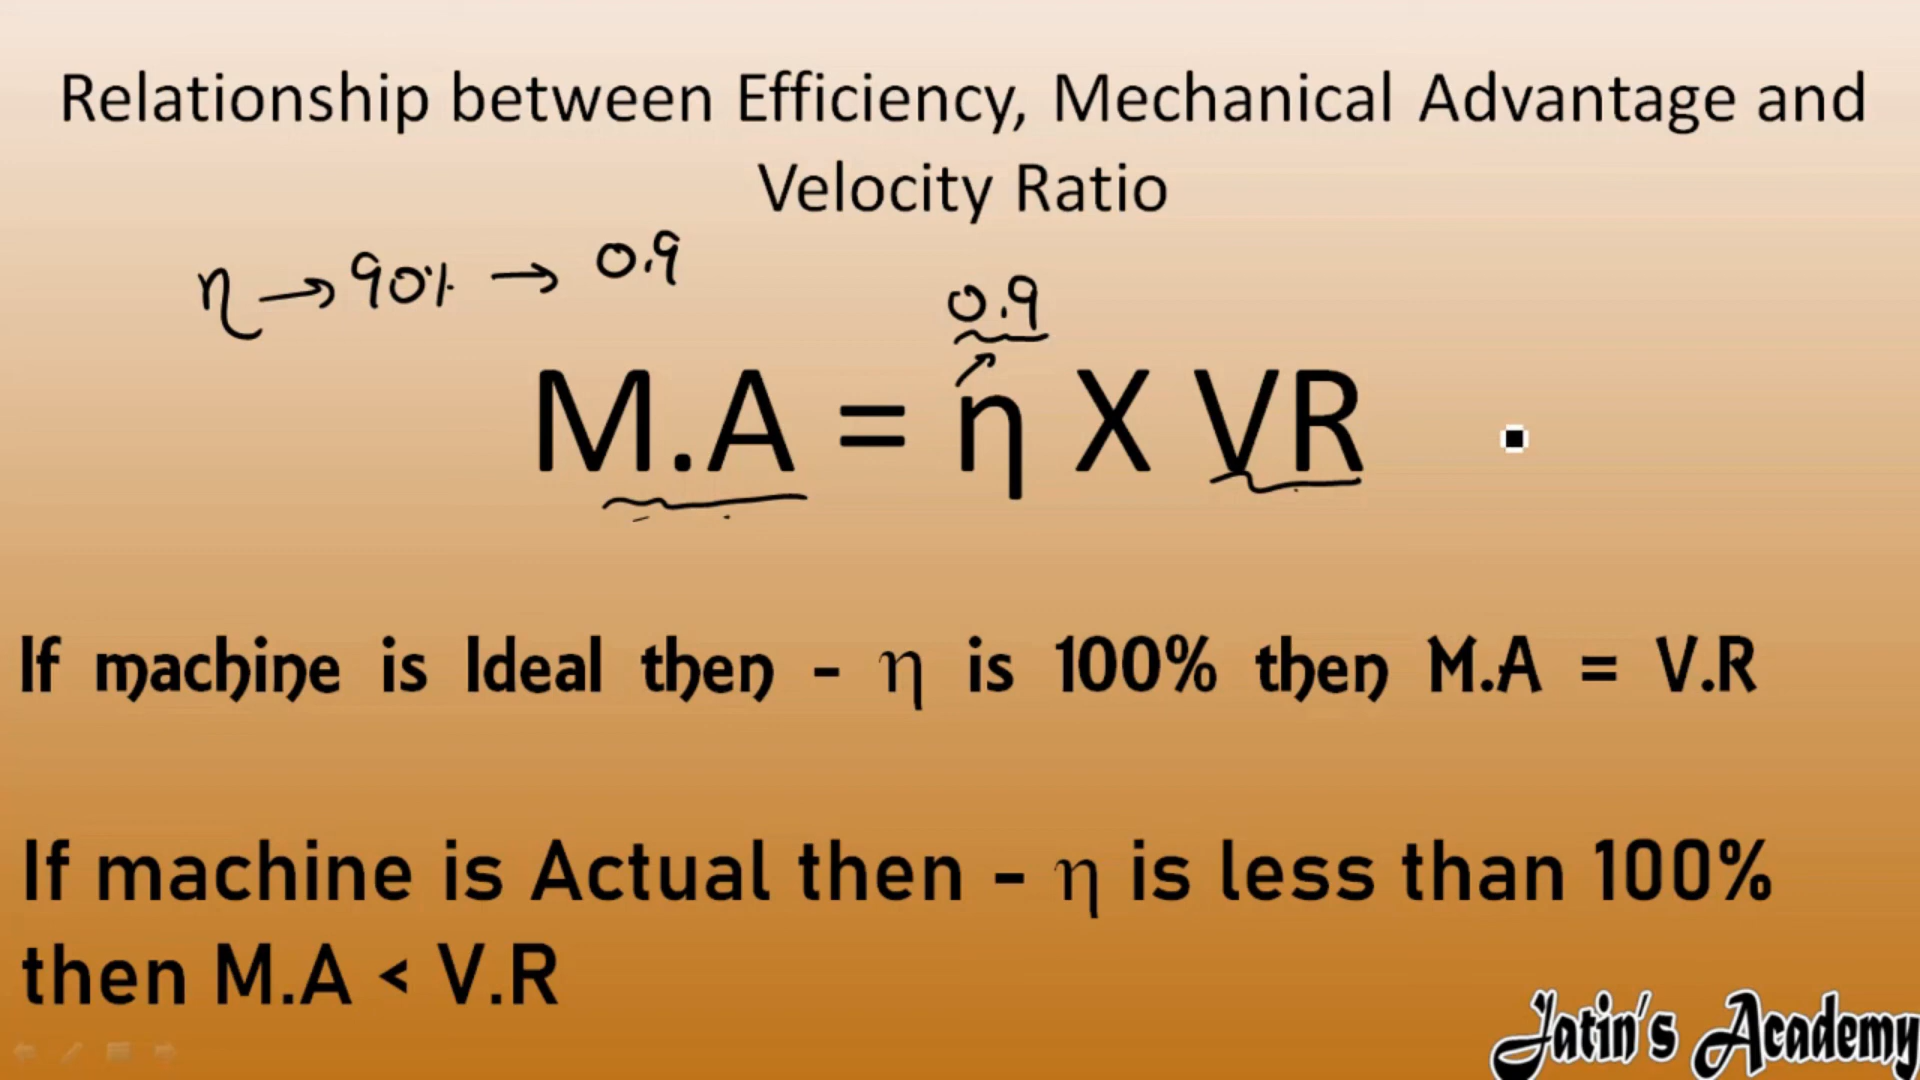 Relationship between Efficiency, Mechanical Advantage and
Velocity Ratio
η → 90% → 0.9
0.9
M.A = η X VR
If machine is Ideal then - η is 100% then M.A = V.R
If machine is Actual then - η is less than 100%
then M.A < V.R
Jatin's Academy